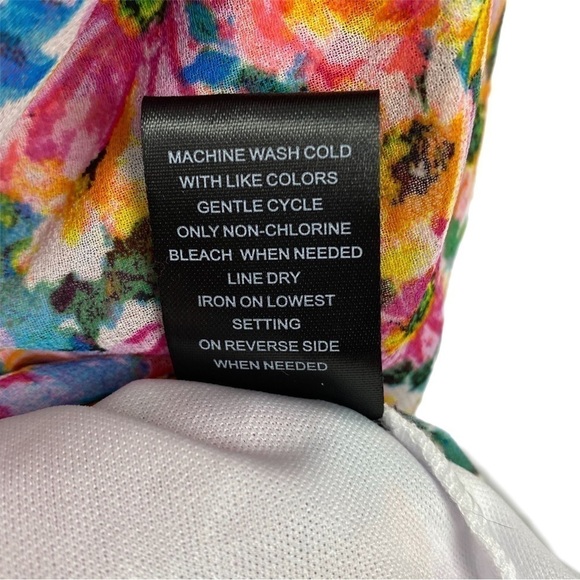 MACHINE WASH COLD
WITH LIKE COLORS
GENTLE CYCLE
ONLY NON-CHLORINE
BLEACH WHEN NEEDED
LINE DRY
IRON ON LOWEST
SETTING
ON REVERSE SIDE
WHEN NEEDED